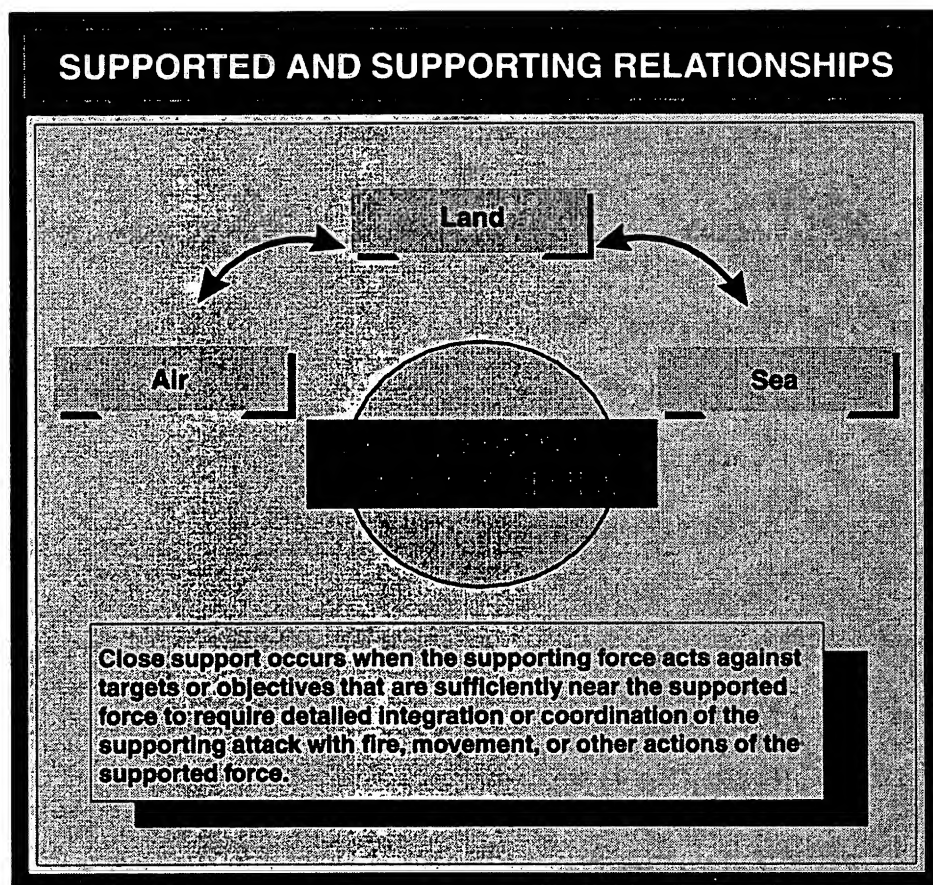 SUPPORTED AND SUPPORTING RELATIONSHIPS
Land
Air
Sea
Close support occurs when the supporting force acts against
targets or objectives that are sufficiently near the supported
force to require detailed integration or coordination of the
supporting attack with fire, movement, or other actions of the
supported force.